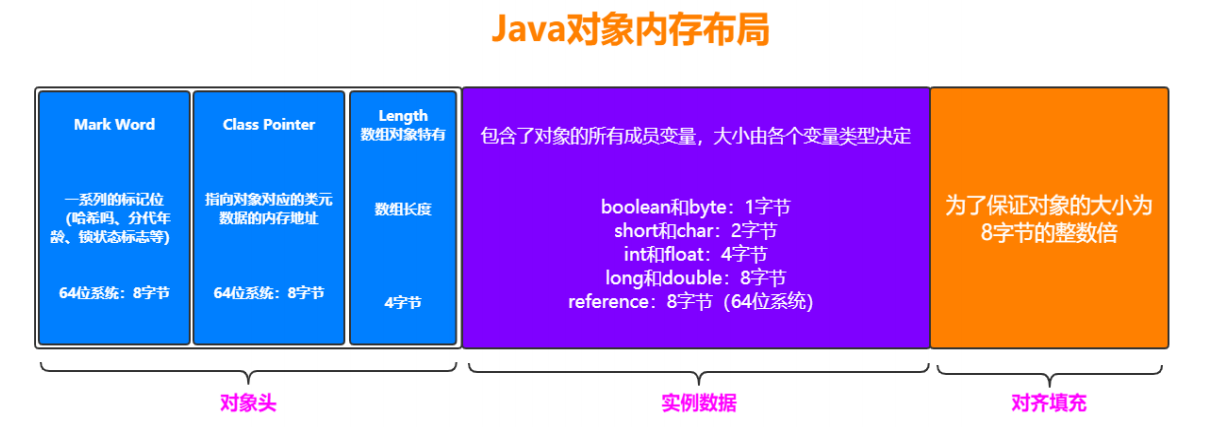 Java对象内存布局
Mark Word
一系列的标记位
(哈希吗、分代年
龄、锁状态标志等)
64位系统：8字节
Class Pointer
指向对象对应的类元
数据的内存地址
64位系统：8字节
Length
数组对象特有
数组长度
4字节
包含了对象的所有成员变量，大小由各个变量类型决定
boolean和byte：1字节
short和char：2字节
int和float：4字节
long和double：8字节
reference：8字节（64位系统）
为了保证对象的大小为
8字节的整数倍
对象头
实例数据
对齐填充